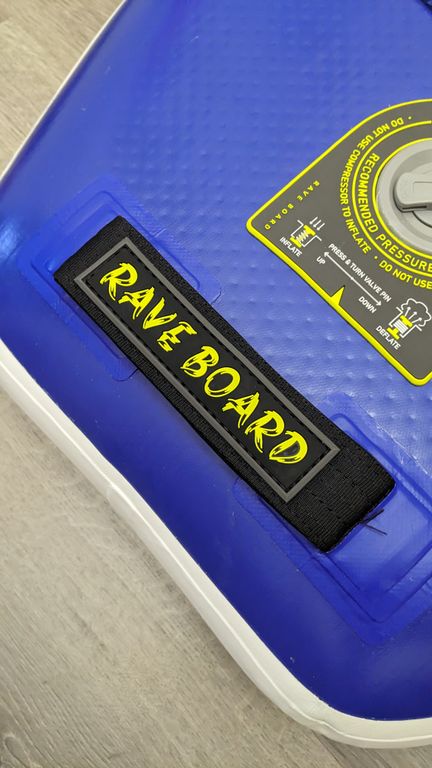 RAVE BOARD
RAVE BOARD
• DO NOT USE COMPRESSOR TO INFLATE • DO NOT USE
RECOMMENDED PRESSURE
INFLATE
UP
PRESS & TURN VALVE PIN
DOWN
DEFLATE